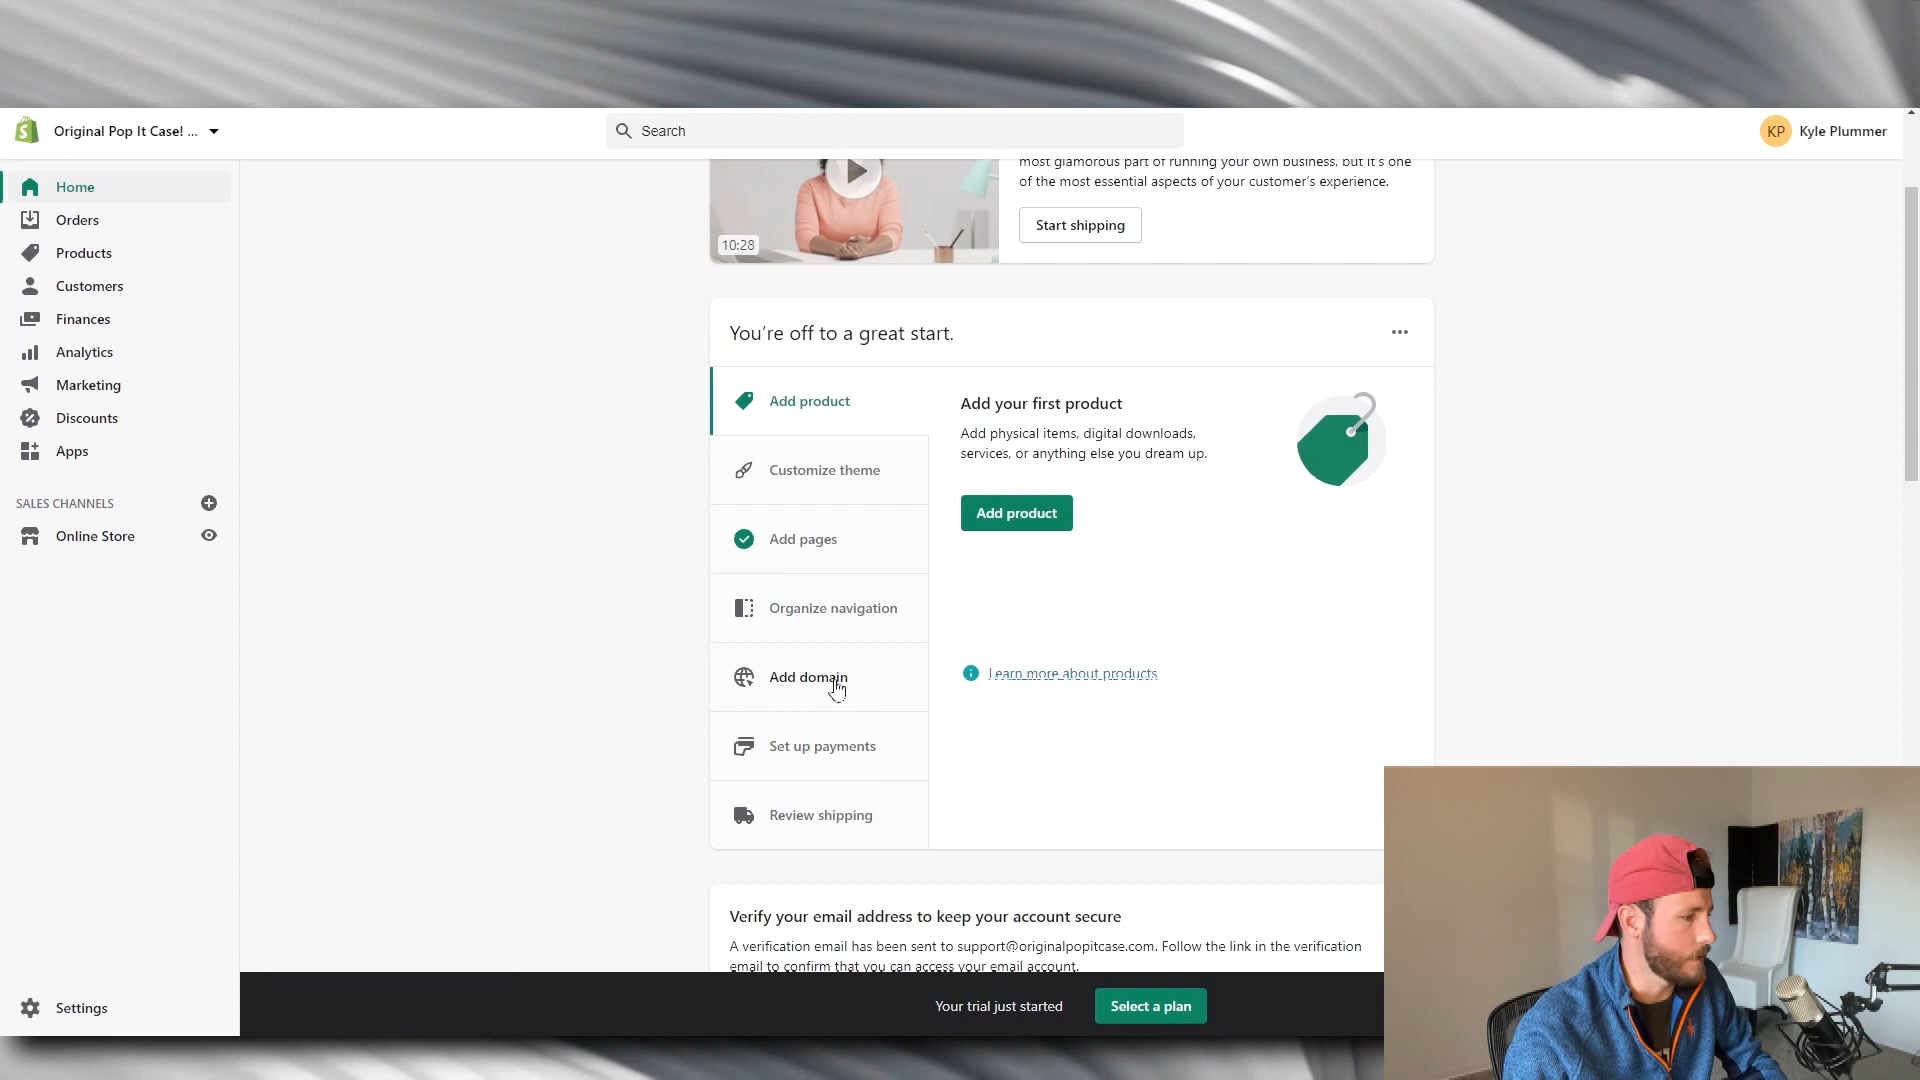 Original Pop It Case! ...
Search
KP
Kyle Plummer
Home
Orders
Products
Customers
Finances
Analytics
Marketing
Discounts
Apps
SALES CHANNELS
Online Store
Settings
most glamorous part of running your own business, but it's one
of the most essential aspects of your customer's experience.
Start shipping
10:28
You're off to a great start.
Add product
Customize theme
Add pages
Organize navigation
Add domain
Set up payments
Review shipping
Add your first product
Add physical items, digital downloads,
services, or anything else you dream up.
Add product
Learn more about products
Verify your email address to keep your account secure
A verification email has been sent to support@originalpopitcase.com. Follow the link in the verification
email to confirm that you can access your email account.
Your trial just started
Select a plan